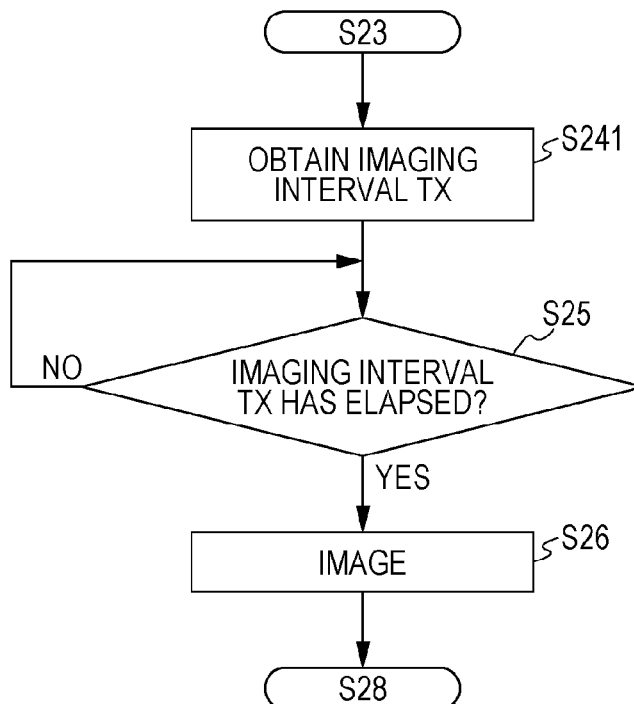 S23
OBTAIN IMAGING
INTERVAL TX
S241
S25
IMAGING INTERVAL
TX HAS ELAPSED?
NO
YES
IMAGE
S26
S28